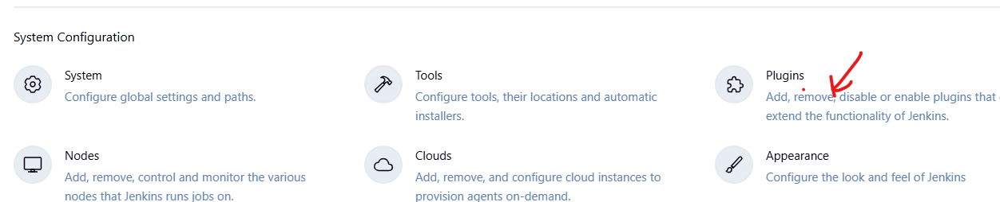 System Configuration
System
Configure global settings and paths.
Tools
Configure tools, their locations and automatic
installers.
Plugins
Add, remove, disable or enable plugins that
extend the functionality of Jenkins.
Nodes
Add, remove, control and monitor the various
nodes that Jenkins runs jobs on.
Clouds
Add, remove, and configure cloud instances to
provision agents on-demand.
Appearance
Configure the look and feel of Jenkins